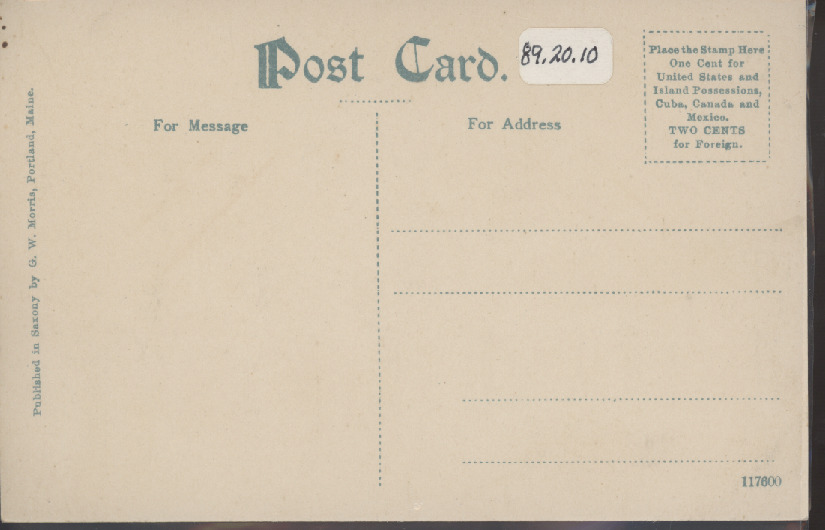 Post Card.
89.20.10
Place the Stamp Here
One Cent for
United States and
Island Possessions,
Cuba, Canada and
Mexico.
TWO CENTS
for Foreign.
For Message
For Address
Published in Saxony by G. W. Morris, Portland, Maine.
117600